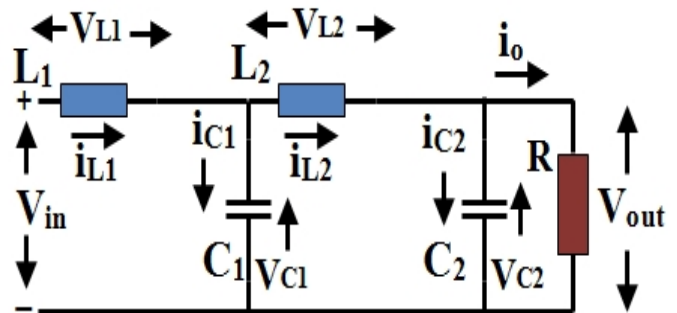 VL1 VL2
L1 L2 io
+
iL1 iC1 iL2 iC2 R
Vin Vout
C1 VC1 C2 VC2
−